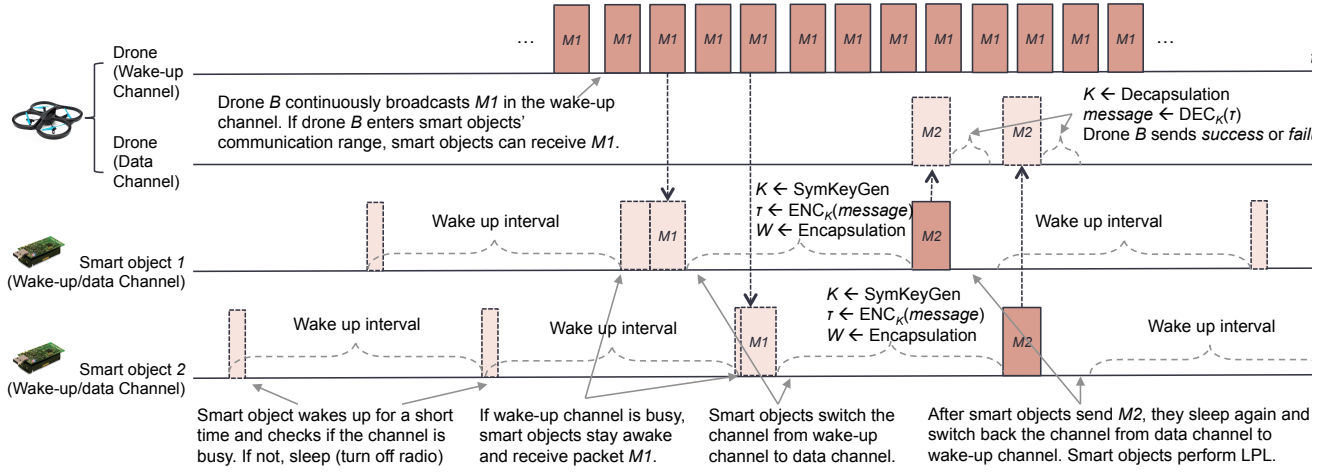 ... M1 M1 M1 M1 M1 M1 M1 M1 M1 M1 M1 M1 ...
Drone
(Wake-up
Channel)
Drone B continuously broadcasts M1 in the wake-up
channel. If drone B enters smart objects'
communication range, smart objects can receive M1.
K ← Decapsulation
message ← DEC_K(τ)
Drone B sends success or fail
M2 M2
Drone
(Data
Channel)
K ← SymKeyGen
τ ← ENC_K(message)
W ← Encapsulation
Wake up interval
M1
M2
Wake up interval
Smart object 1
(Wake-up/data Channel)
K ← SymKeyGen
τ ← ENC_K(message)
W ← Encapsulation
Wake up interval
Wake up interval
M1
M2
Wake up interval
Smart object 2
(Wake-up/data Channel)
Smart object wakes up for a short
time and checks if the channel is
busy. If not, sleep (turn off radio)
If wake-up channel is busy,
smart objects stay awake
and receive packet M1.
Smart objects switch the
channel from wake-up
channel to data channel.
After smart objects send M2, they sleep again and
switch back the channel from data channel to
wake-up channel. Smart objects perform LPL.